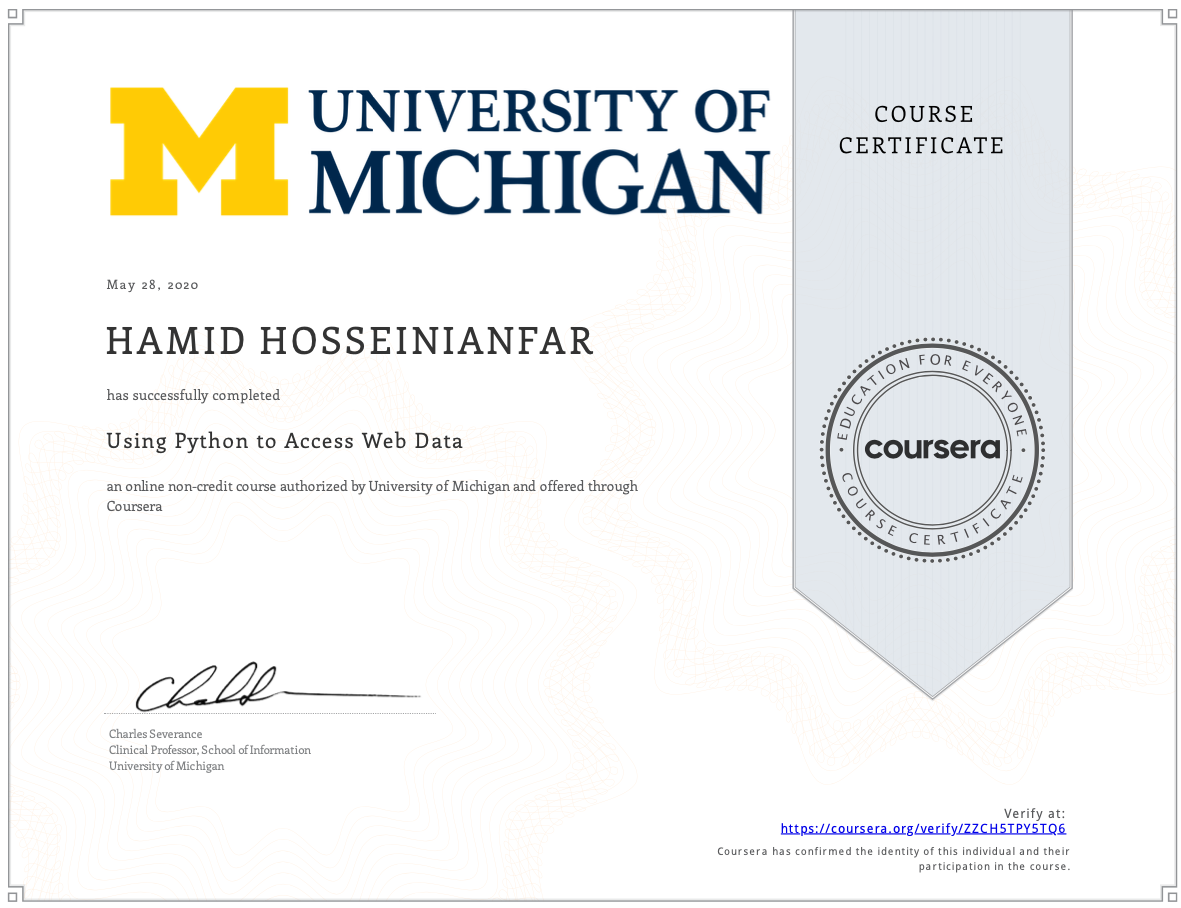 UNIVERSITY OF
MICHIGAN
COURSE
CERTIFICATE
May 28, 2020
HAMID HOSSEINIANFAR
has successfully completed
Using Python to Access Web Data
an online non-credit course authorized by University of Michigan and offered through
Coursera
EDUCATION FOR EVERYONE
coursera
COURSE CERTIFICATE
Charles Severance
Clinical Professor, School of Information
University of Michigan
Verify at:
https://coursera.org/verify/ZZCH5TPY5TQ6
Coursera has confirmed the identity of this individual and their
participation in the course.